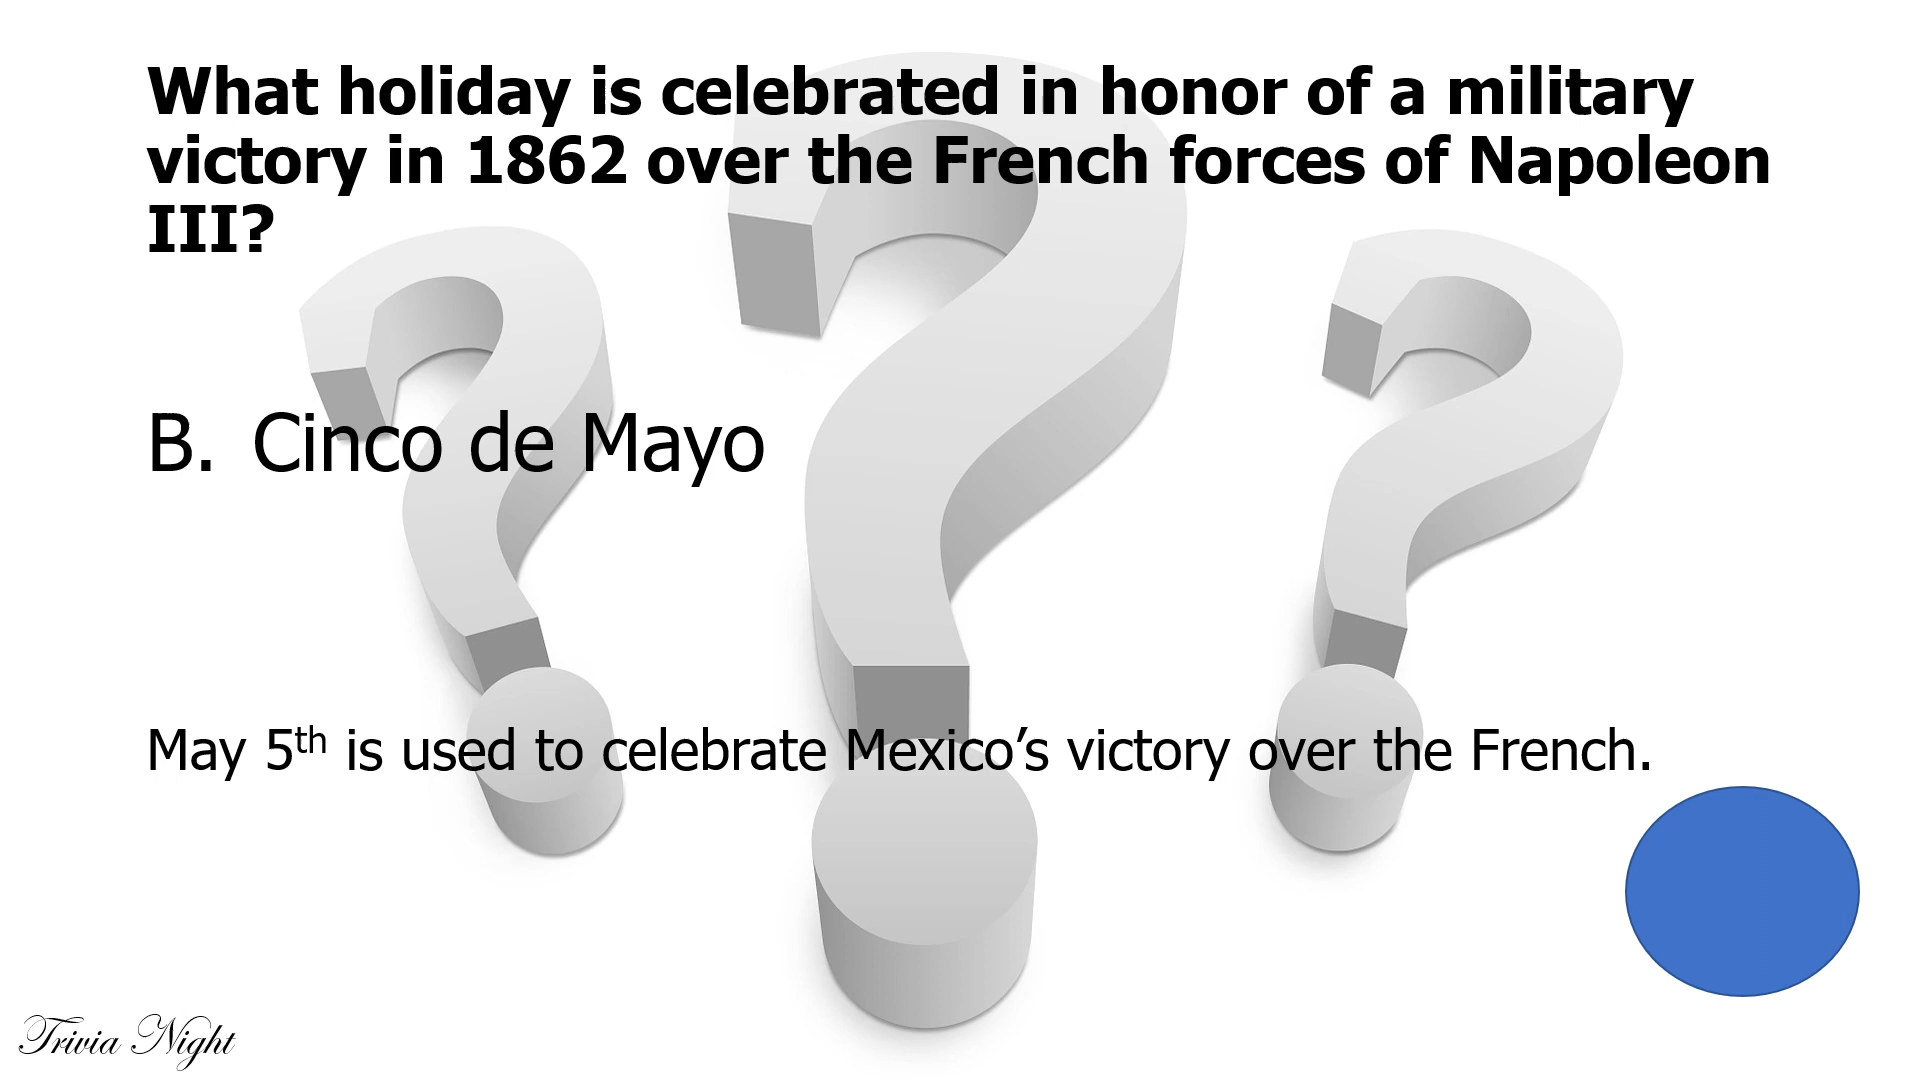 What holiday is celebrated in honor of a military
victory in 1862 over the French forces of Napoleon
III?
B. Cinco de Mayo
May 5th is used to celebrate Mexico’s victory over the French.
Trivia Night